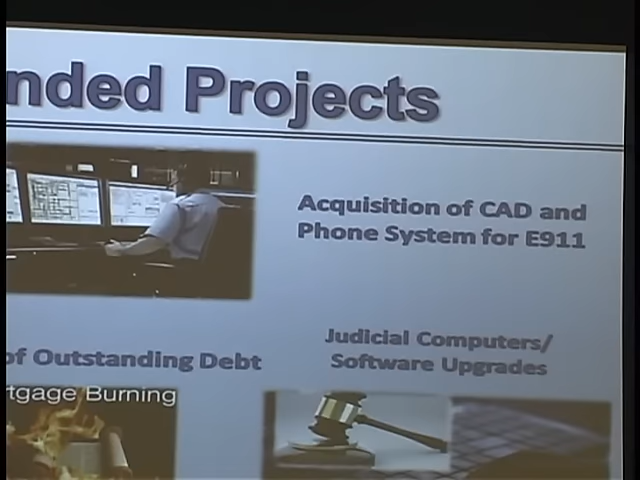 nded Projects
Acquisition of CAD and
Phone System for E911
of Outstanding Debt
Judicial Computers/
Software Upgrades
tgage Burning